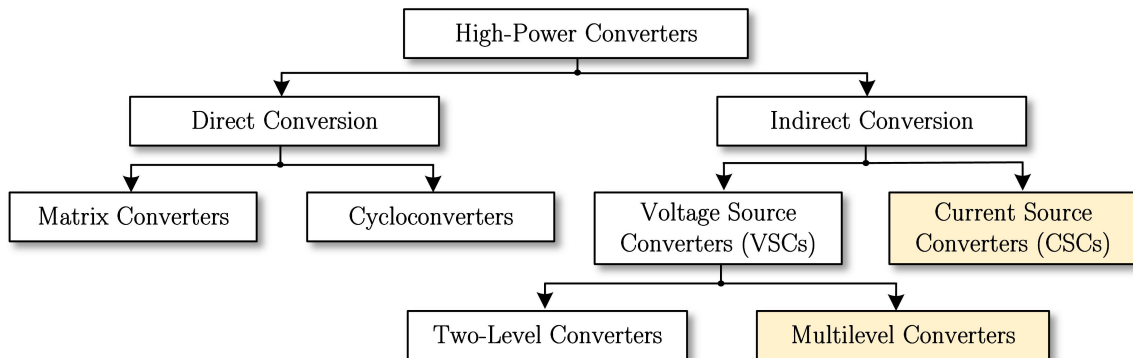 High-Power Converters
Direct Conversion
Indirect Conversion
Matrix Converters
Cycloconverters
Voltage Source
Converters (VSCs)
Current Source
Converters (CSCs)
Two-Level Converters
Multilevel Converters